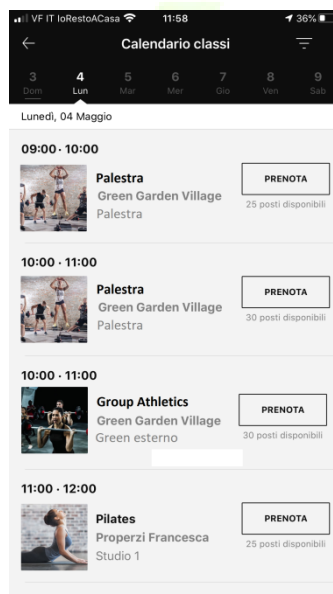 VF IT IoRestoACasa 11:58 36%
Calendario classi
3 4 5 6 7 8 9
Dom Lun Mar Mer Gio Ven Sab
Lunedì, 04 Maggio
09:00 - 10:00
Palestra PRENOTA
Green Garden Village 25 posti disponibili
Palestra
10:00 - 11:00
Palestra PRENOTA
Green Garden Village 30 posti disponibili
Palestra
10:00 - 11:00
Group Athletics PRENOTA
Green Garden Village 30 posti disponibili
Green esterno
11:00 - 12:00
Pilates PRENOTA
Properzi Francesca 25 posti disponibili
Studio 1